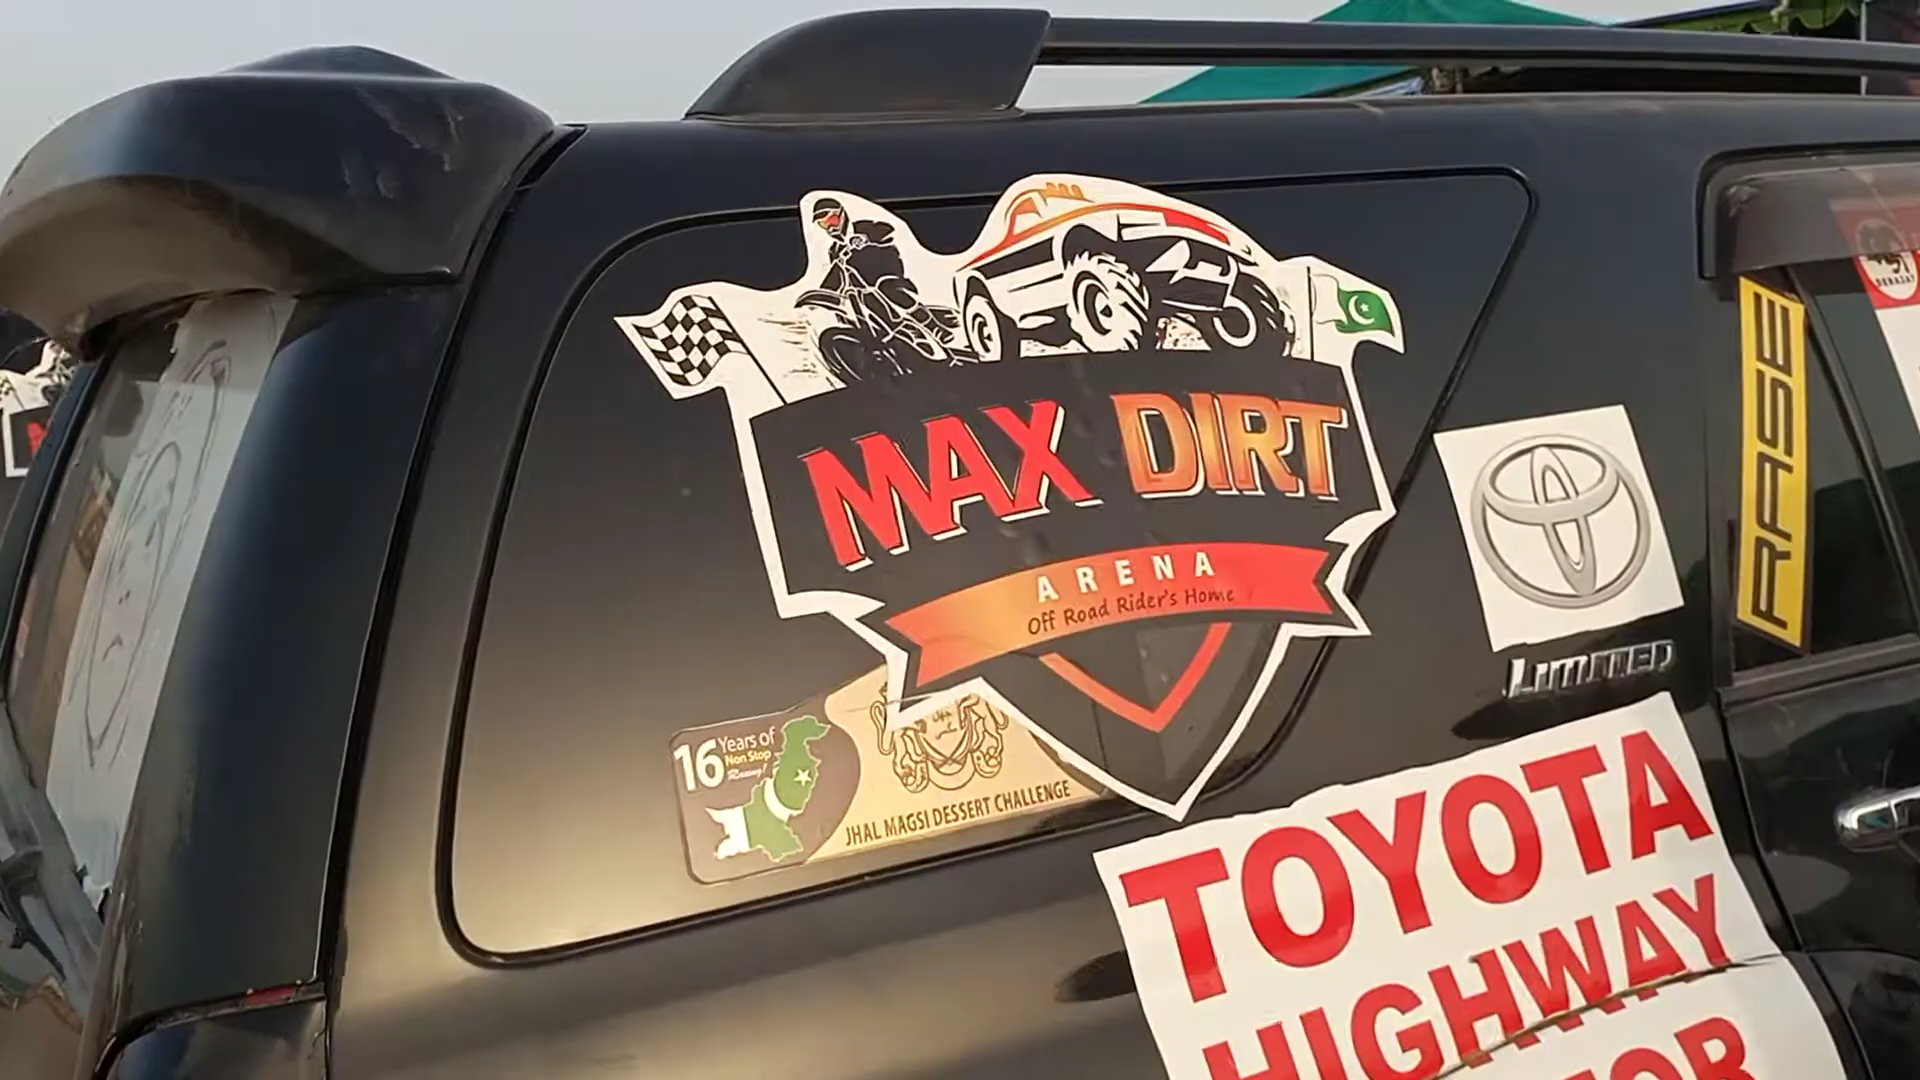 MAX DIRT
ARENA
Off Road Rider's Home
16 Years of
Non Stop
Racing!
JHAL MAGSI DESSERT CHALLENGE
LIMITED
RASE
TOYOTA
HIGHWAY